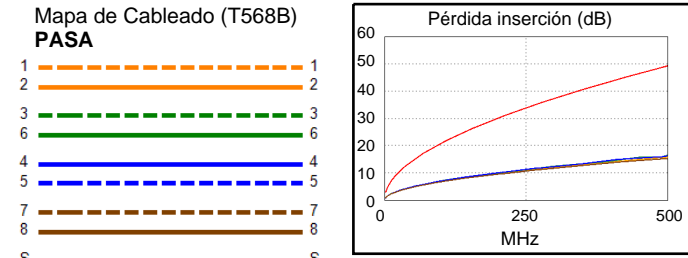 Mapa de Cableado (T568B)
PASA
1 1
2 2
3 3
6 6
4 4
5 5
7 7
8 8
S S
Pérdida inserción (dB)
60
50
40
30
20
10
0
0 250 500
MHz